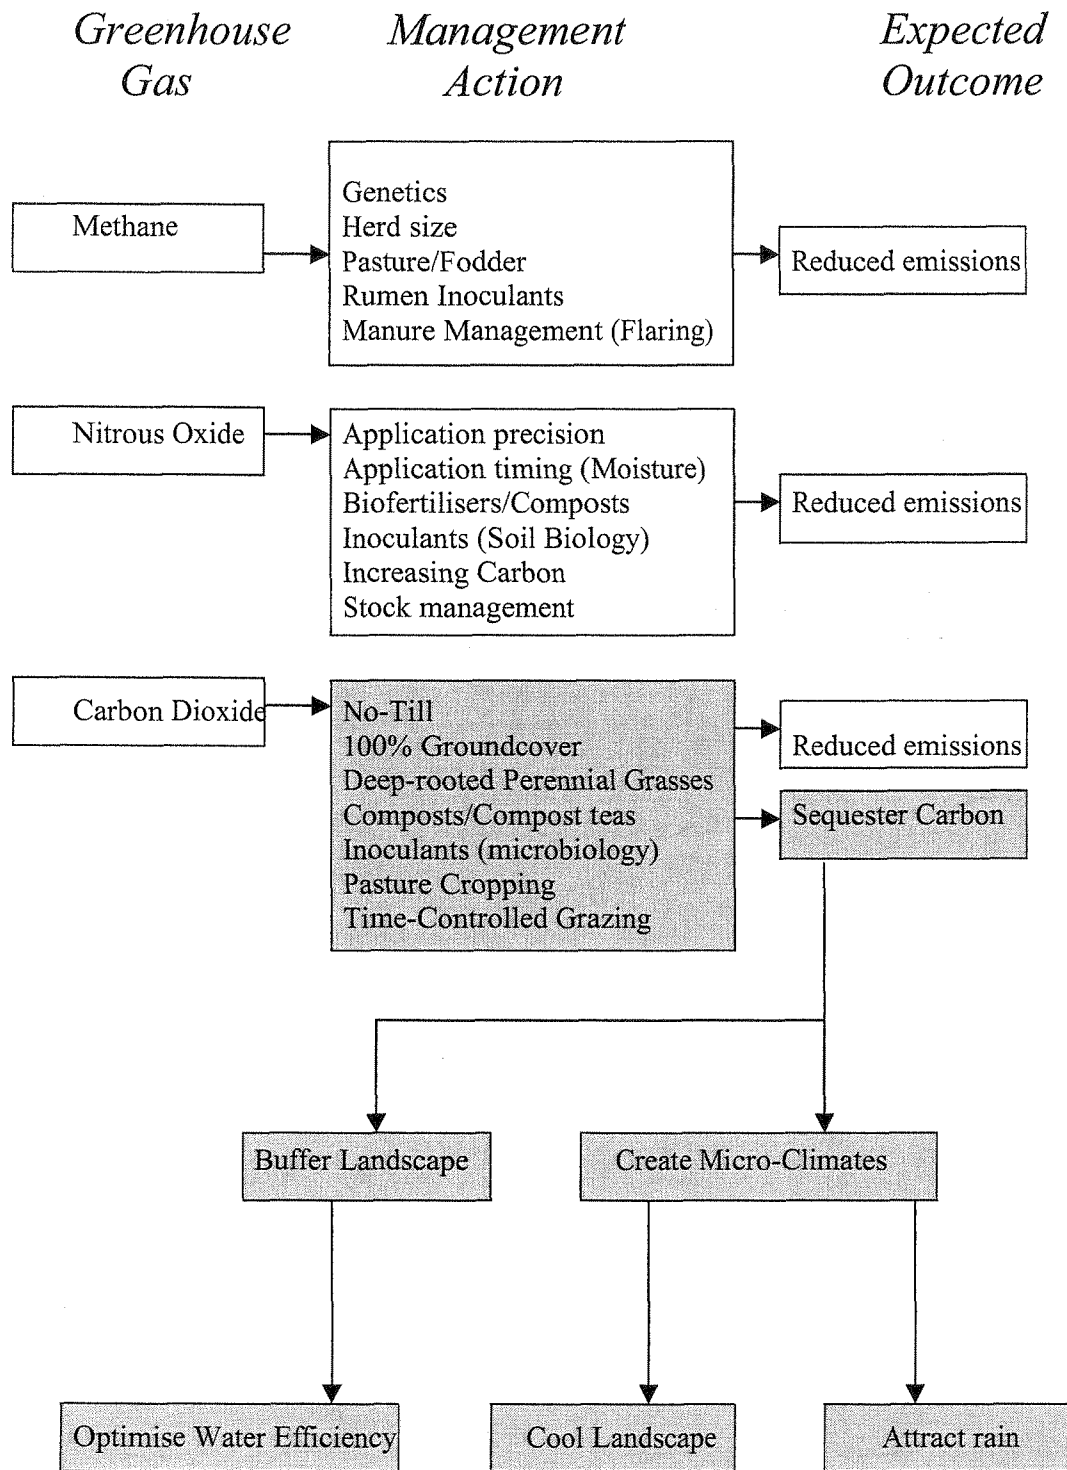 Greenhouse Gas
Management Action
Expected Outcome
Methane
Genetics
Herd size
Pasture/Fodder
Rumen Inoculants
Manure Management (Flaring)
Reduced emissions
Nitrous Oxide
Application precision
Application timing (Moisture)
Biofertilisers/Composts
Inoculants (Soil Biology)
Increasing Carbon
Stock management
Reduced emissions
Carbon Dioxide
No-Till
100% Groundcover
Deep-rooted Perennial Grasses
Composts/Compost teas
Inoculants (microbiology)
Pasture Cropping
Time-Controlled Grazing
Reduced emissions
Sequester Carbon
Buffer Landscape
Create Micro-Climates
Optimise Water Efficiency
Cool Landscape
Attract rain